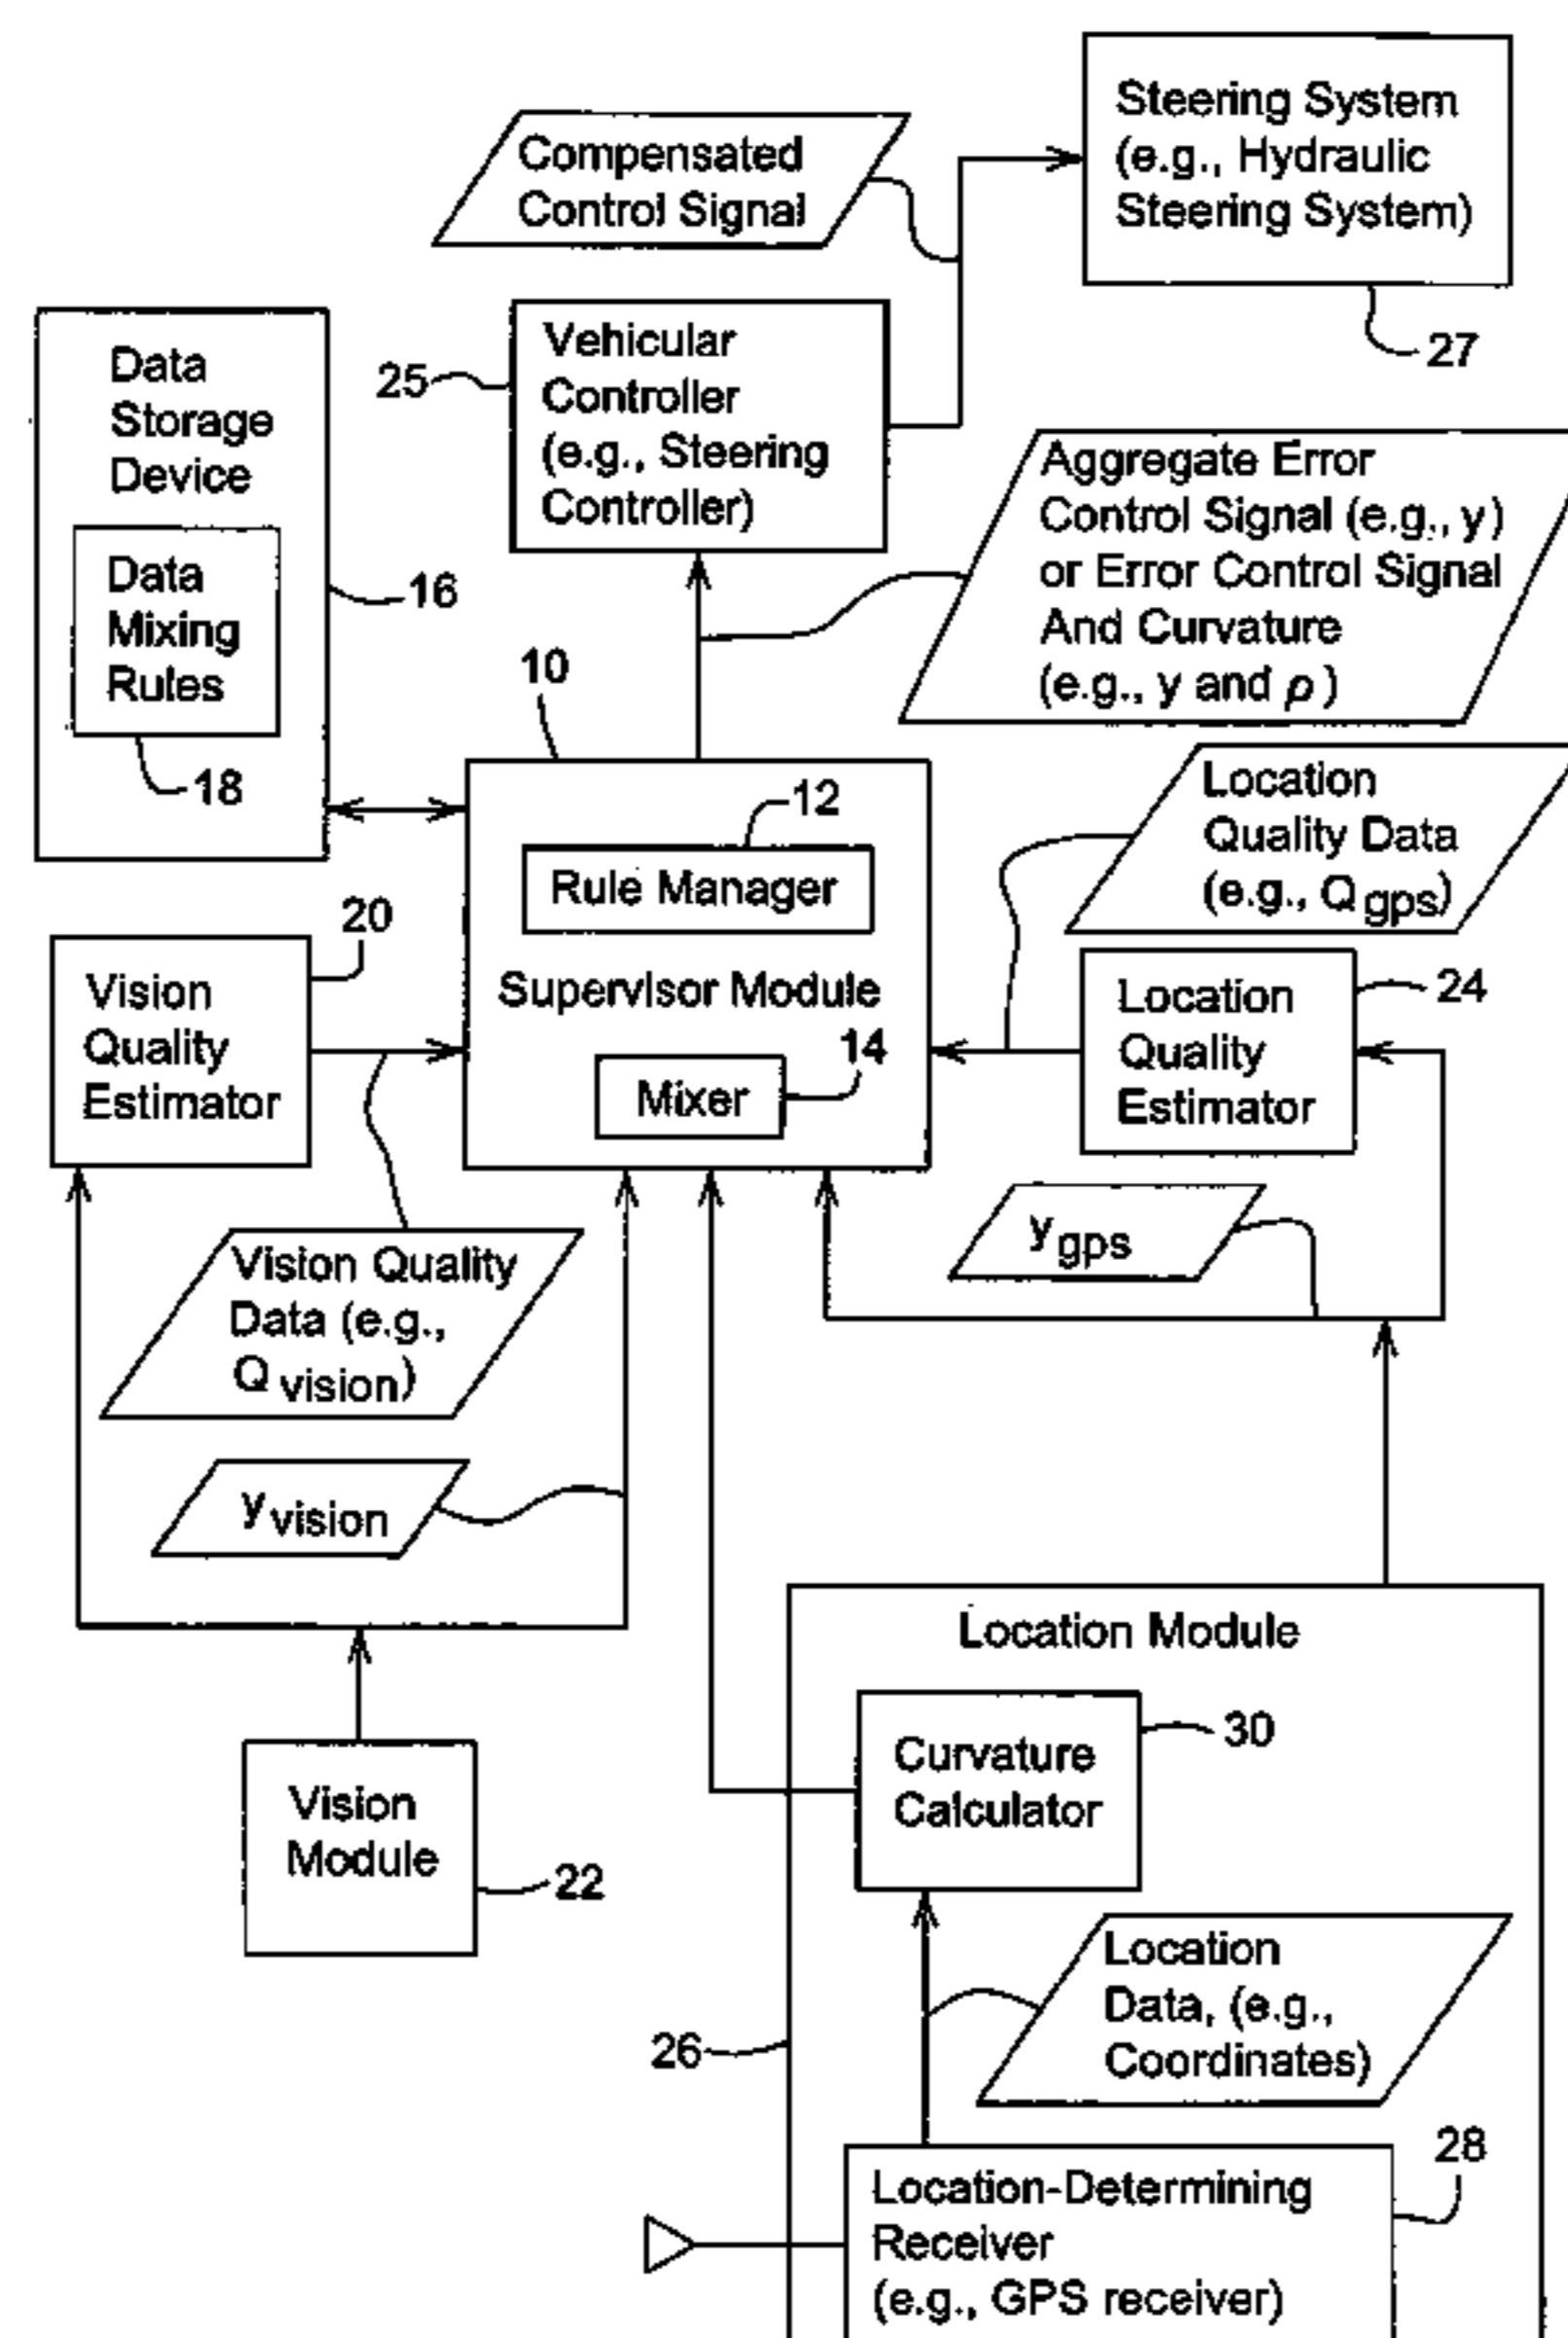 Steering System
(e.g., Hydraulic
Steering System)
27
Compensated
Control Signal
Vehicular
Controller
(e.g., Steering
Controller)
25
Data
Storage
Device
Data
Mixing
Rules
16
18
Aggregate Error
Control Signal (e.g., y)
or Error Control Signal
And Curvature
(e.g., y and ρ)
10
12
Rule Manager
Supervisor Module
14
Mixer
Location
Quality Data
(e.g., Q gps)
20
Vision
Quality
Estimator
Location
Quality
Estimator
24
y gps
Vision Quality
Data (e.g.,
Q vision)
y vision
Vision
Module
22
Location Module
Curvature
Calculator
30
Location
Data, (e.g.,
Coordinates)
26
28
Location-Determining
Receiver
(e.g., GPS receiver)